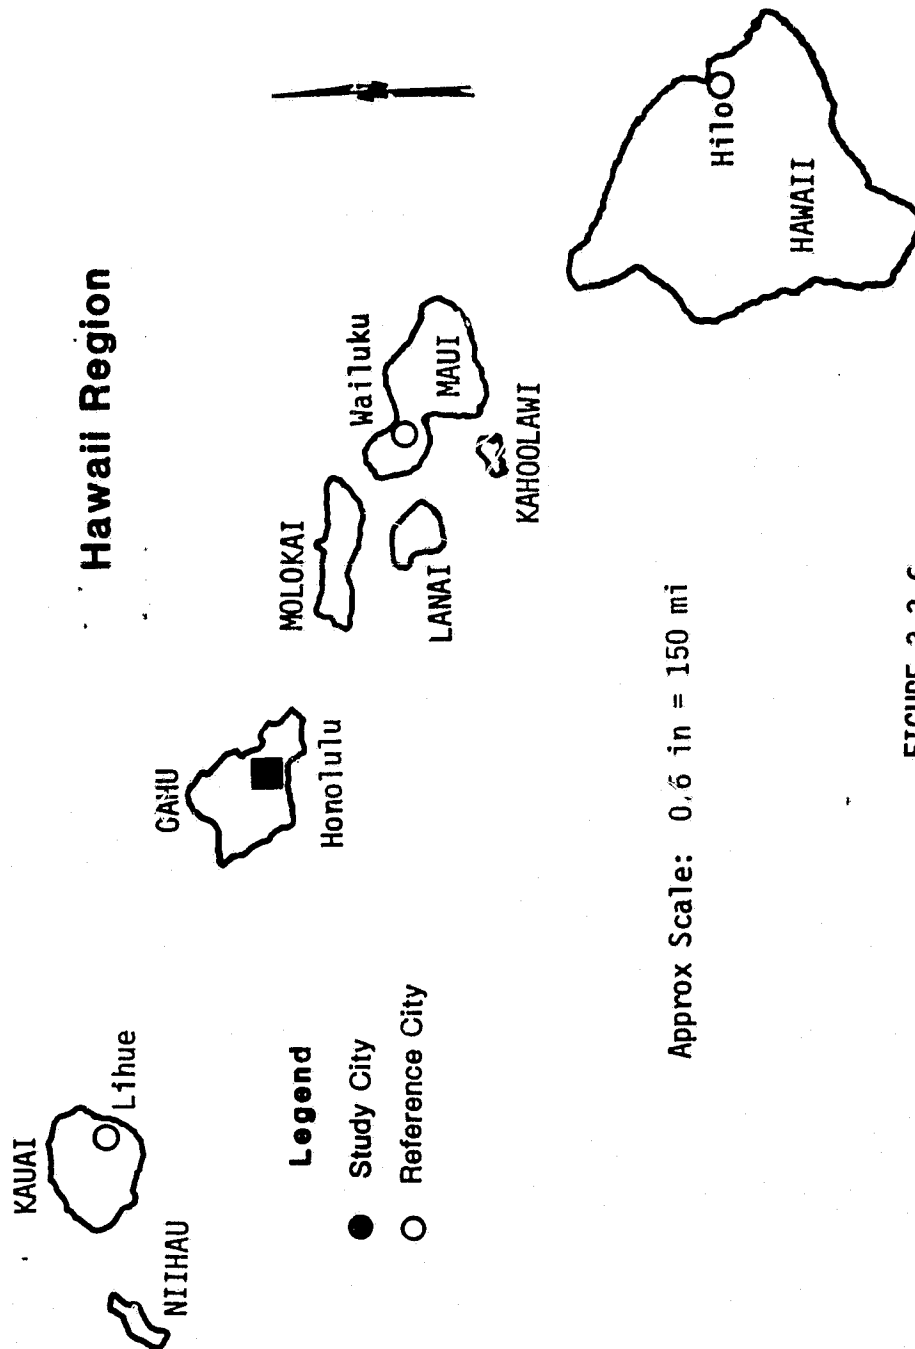 Hawaii Region
KAUAI
Lihue
NIIHAU
OAHU
Honolulu
MOLOKAI
LANAI
Wailuku
MAUI
KAHOOLAWI
Hilo
HAWAII
Legend
Study City
Reference City
Approx Scale: 0.6 in = 150 mi
FIGURE